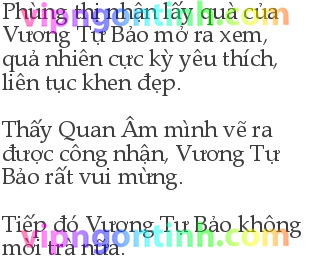 Phùng thị nhận lấy quà của
Vương Tự Bảo mở ra xem,
quả nhiên cực kỳ yêu thích,
liên tục khen đẹp.
Thấy Quan Âm mình vẽ ra
được công nhận, Vương Tự
Bảo rất vui mừng.
Tiếp đó Vương Tự Bảo không
mời trà nữa.
vipngontinh.com
vipngontinh.com